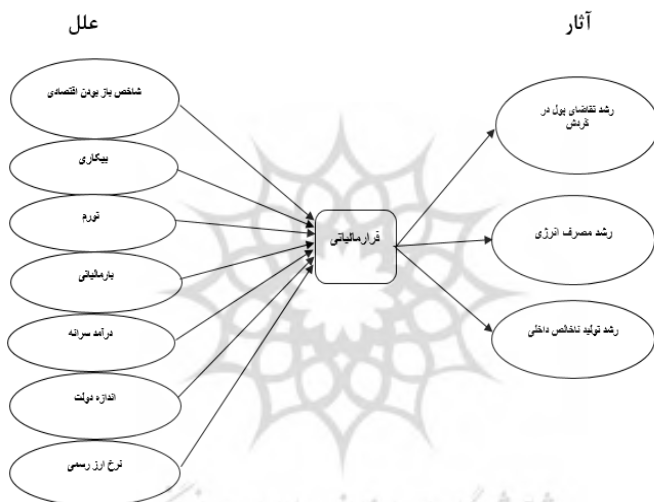 علل
آثار
شاخص باز بودن اقتصادی
بیکاری
تورم
بارمالیاتی
درآمد سرانه
اندازه دولت
نرخ ارز رسمی
فرارمالیاتی
رشد تقاضای پول در
گردش
رشد مصرف انرژی
رشد تولید ناخالص داخلی